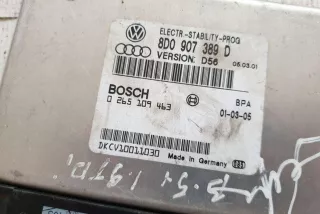 ELECTR.-STABILITY-PROG
8D0 907 389 D
VERSION: D56 05.03.01
BOSCH
0 265 109 463
BPA
01-03-05
DKCV10011030
Made in Germany